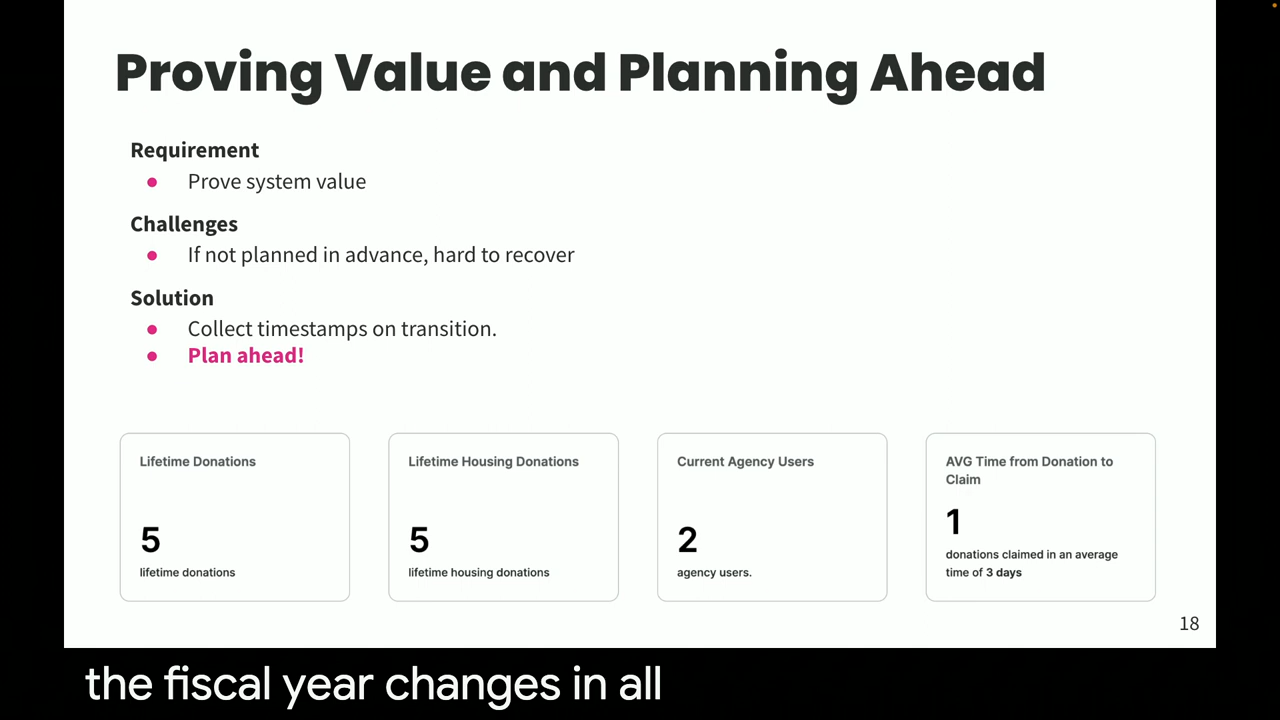 Proving Value and Planning Ahead
Requirement
● Prove system value
Challenges
● If not planned in advance, hard to recover
Solution
● Collect timestamps on transition.
● Plan ahead!
Lifetime Donations
5
lifetime donations
Lifetime Housing Donations
5
lifetime housing donations
Current Agency Users
2
agency users.
AVG Time from Donation to
Claim
1
donations claimed in an average
time of 3 days
18
the fiscal year changes in all